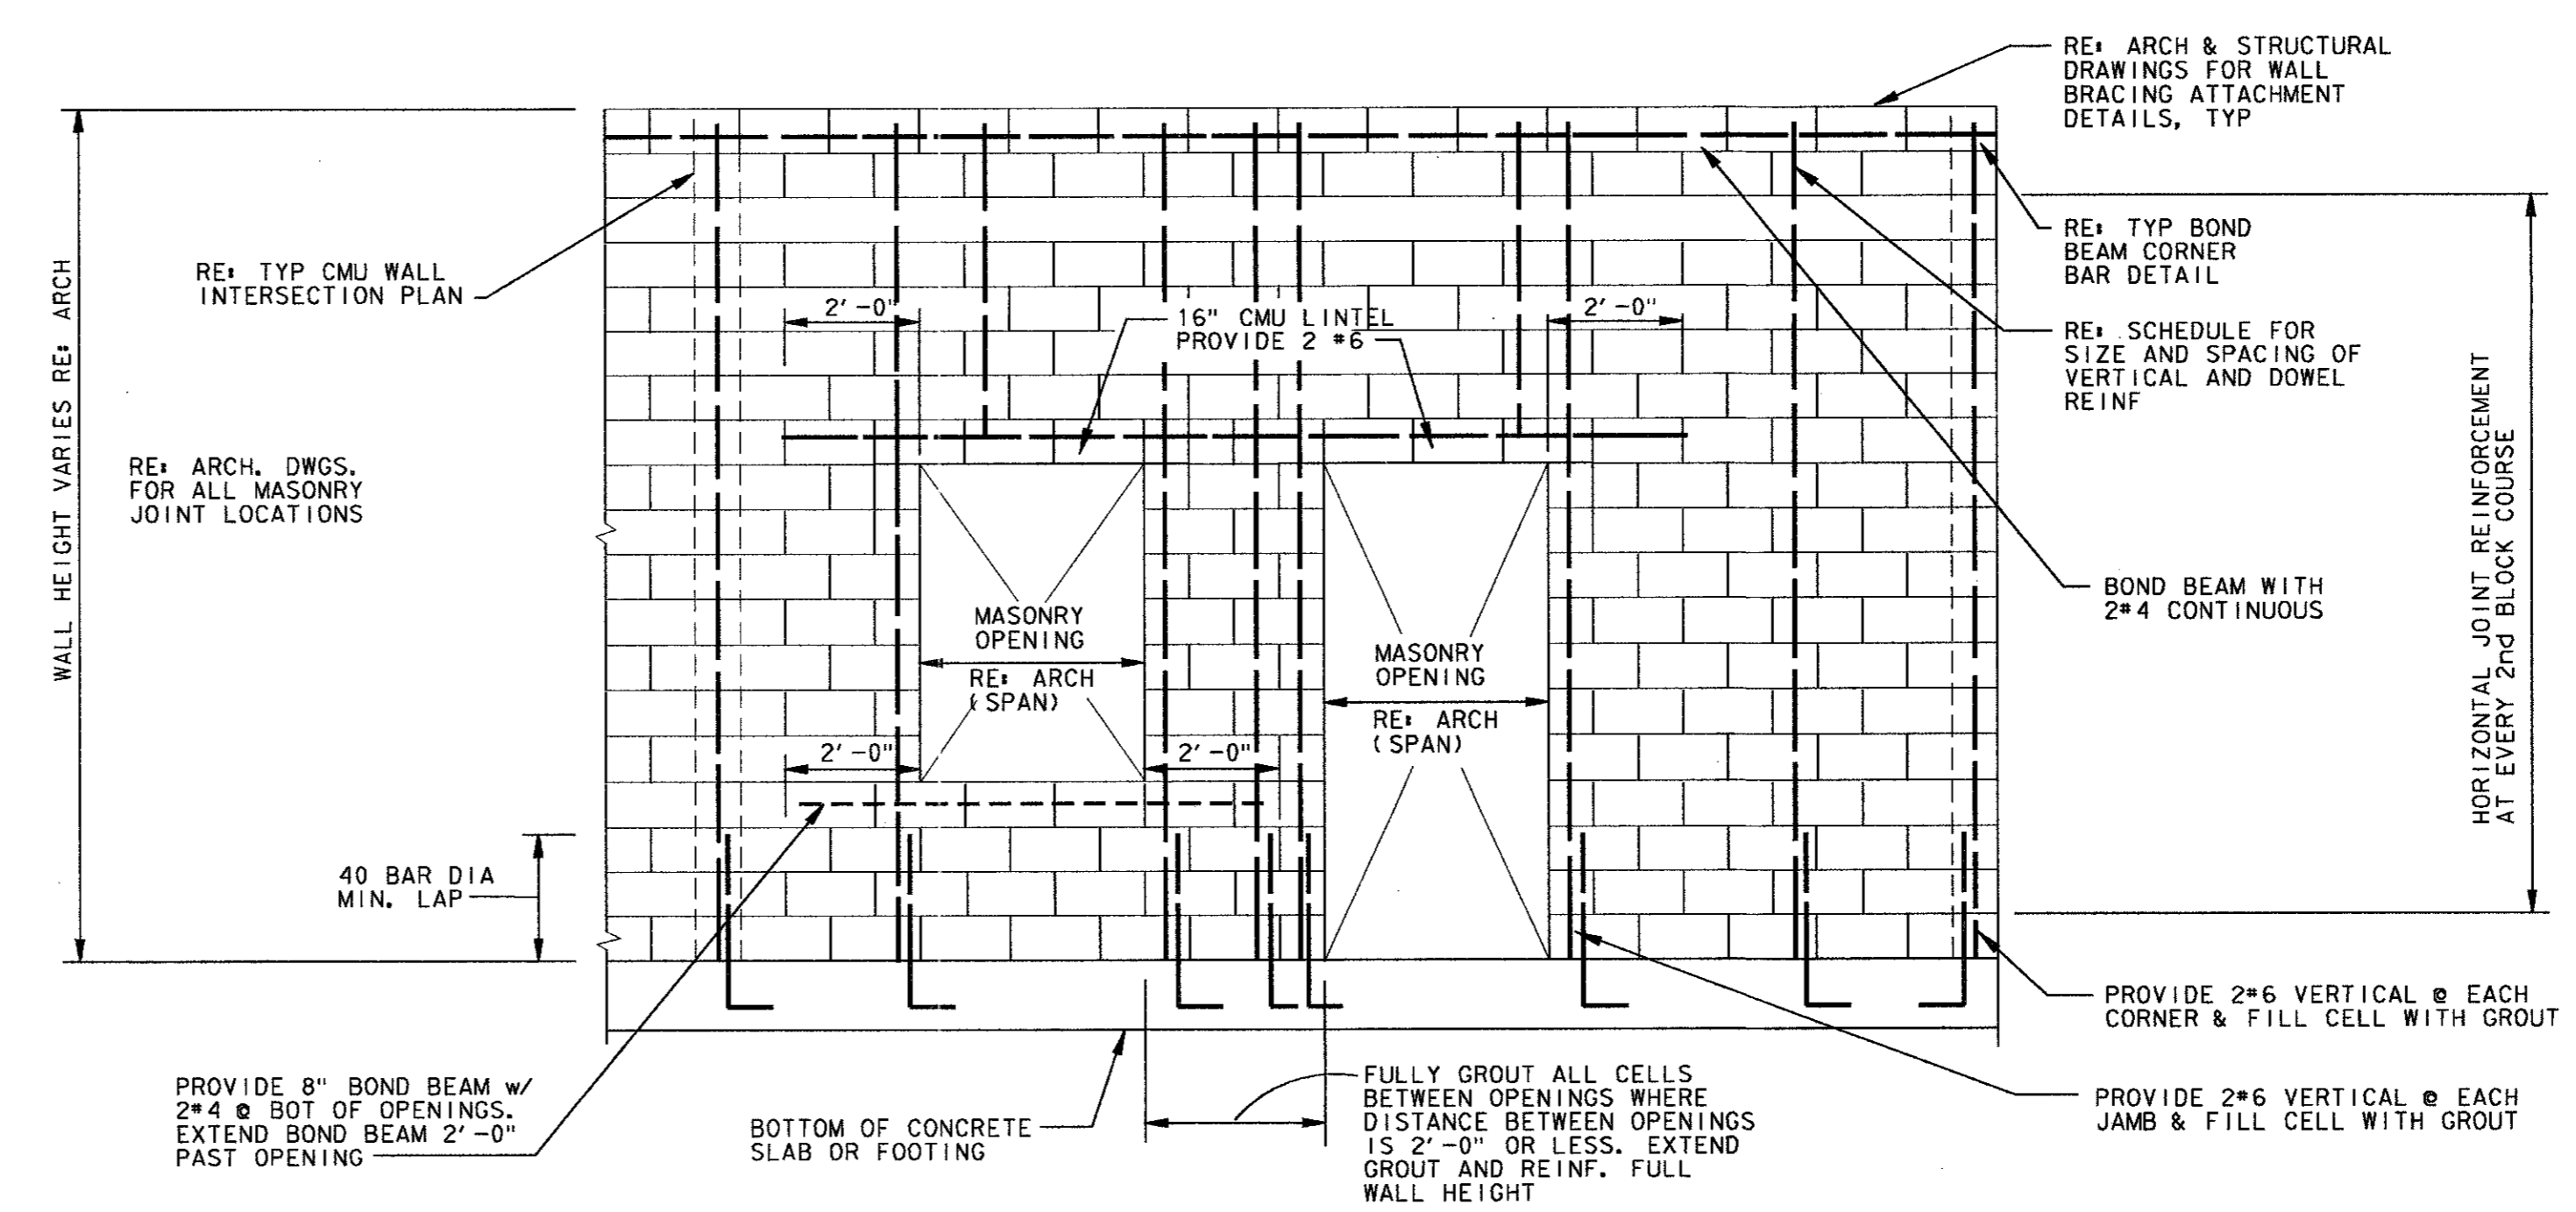 RE: ARCH & STRUCTURAL
DRAWINGS FOR WALL
BRACING ATTACHMENT
DETAILS, TYP
RE: TYP BOND
BEAM CORNER
BAR DETAIL
RE: SCHEDULE FOR
SIZE AND SPACING OF
VERTICAL AND DOWEL
REINF
RE: TYP CMU WALL
INTERSECTION PLAN
WALL HEIGHT VARIES RE: ARCH
RE: ARCH. DWGS.
FOR ALL MASONRY
JOINT LOCATIONS
2'-0"
16" CMU LINTEL
PROVIDE 2 #6
2'-0"
HORIZONTAL JOINT REINFORCEMENT
AT EVERY 2nd BLOCK COURSE
BOND BEAM WITH
2#4 CONTINUOUS
MASONRY
OPENING
RE: ARCH
(SPAN)
MASONRY
OPENING
RE: ARCH
(SPAN)
2'-0"
2'-0"
40 BAR DIA
MIN. LAP
PROVIDE 2#6 VERTICAL @ EACH
CORNER & FILL CELL WITH GROUT
PROVIDE 2#6 VERTICAL @ EACH
JAMB & FILL CELL WITH GROUT
PROVIDE 8" BOND BEAM w/
2#4 @ BOT OF OPENINGS.
EXTEND BOND BEAM 2'-0"
PAST OPENING
BOTTOM OF CONCRETE
SLAB OR FOOTING
FULLY GROUT ALL CELLS
BETWEEN OPENINGS WHERE
DISTANCE BETWEEN OPENINGS
IS 2'-0" OR LESS. EXTEND
GROUT AND REINF. FULL
WALL HEIGHT